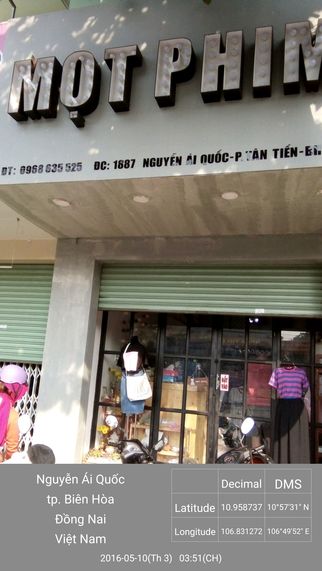 MỌT PHIM
ĐT: 0968 035 525 ĐC: 1687 NGUYỄN ÁI QUỐC-P.TÂN TIẾN-
Nguyễn Ái Quốc
tp. Biên Hòa
Đồng Nai
Việt Nam
Decimal DMS
Latitude 10.958737 10°57'31" N
Longitude 106.831272 106°49'52" E
2016-05-10(Th 3) 03:51(CH)